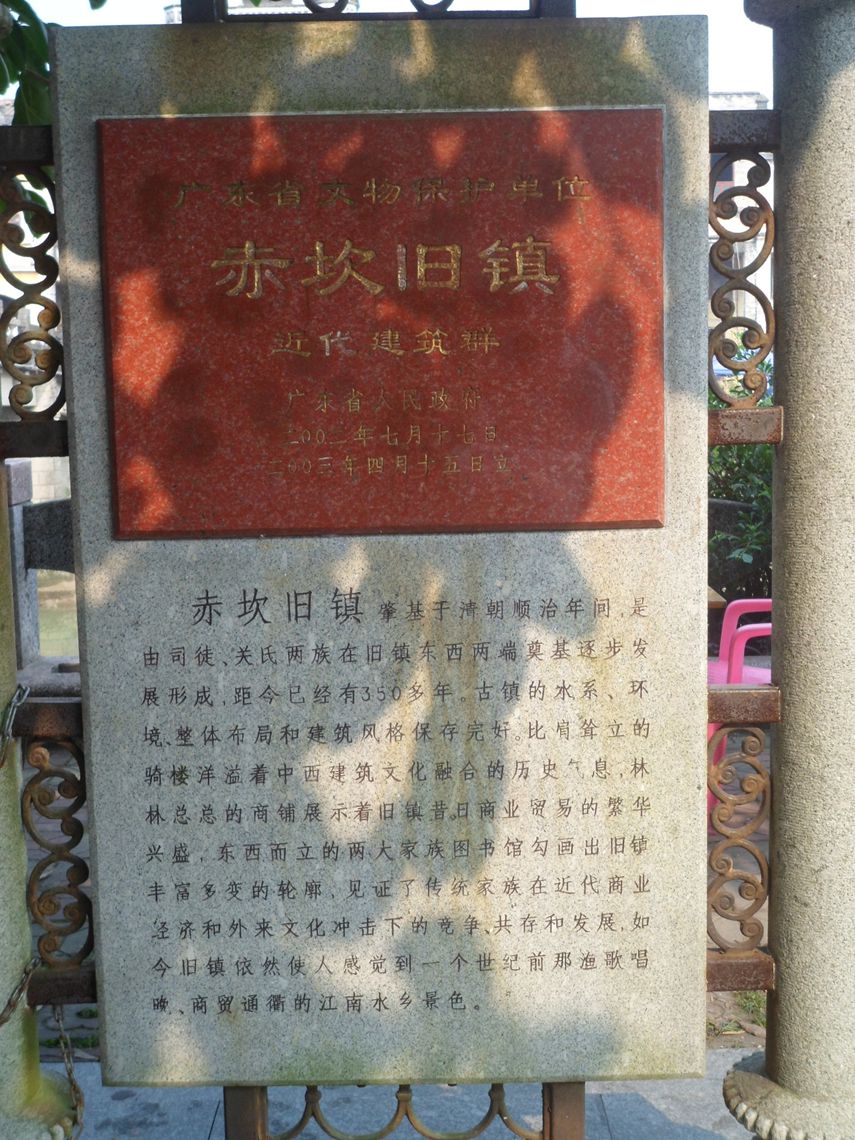 广东省文物保护单位
赤坎旧镇
近代建筑群
广东省人民政府
二00二年七月十七日
二00三年四月十五日立
赤坎旧镇肇基于清朝顺治年间,是
由司徒、关氏两族在旧镇东西两端奠基逐步发
展形成,距今已经有350多年。古镇的水系、环
境、整体布局和建筑风格保存完好。比肩耸立的
骑楼洋溢着中西建筑文化融合的历史气息,林
林总总的商铺展示着旧镇昔日商业贸易的繁华
兴盛,东西而立的两大家族图书馆勾画出旧镇
丰富多变的轮廓,见证了传统家族在近代商业
经济和外来文化冲击下的竞争、共存和发展,如
今旧镇依然使人感觉到一个世纪前那渔歌唱
晚、商贸通衢的江南水乡景色。